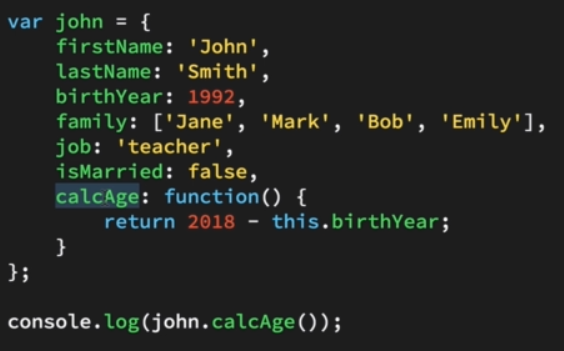 var john = {
    firstName: 'John',
    lastName: 'Smith',
    birthYear: 1992,
    family: ['Jane', 'Mark', 'Bob', 'Emily'],
    job: 'teacher',
    isMarried: false,
    calcAge: function() {
        return 2018 - this.birthYear;
    }
};

console.log(john.calcAge());